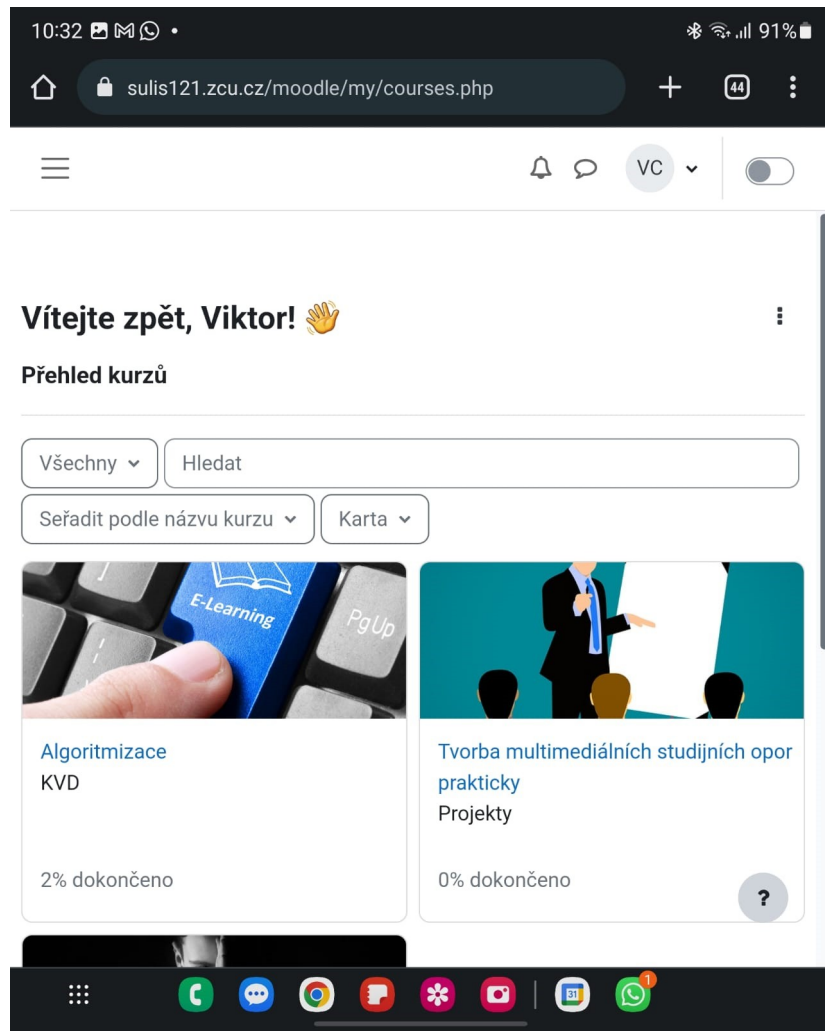 10:32
91%
sulis121.zcu.cz/moodle/my/courses.php
44
VC
Vítejte zpět, Viktor! 👋
Přehled kurzů
Všechny
Hledat
Seřadit podle názvu kurzu
Karta
E-Learning
PgUp
Algoritmizace
KVD
2% dokončeno
Tvorba multimediálních studijních opor
prakticky
Projekty
0% dokončeno
?
31
1